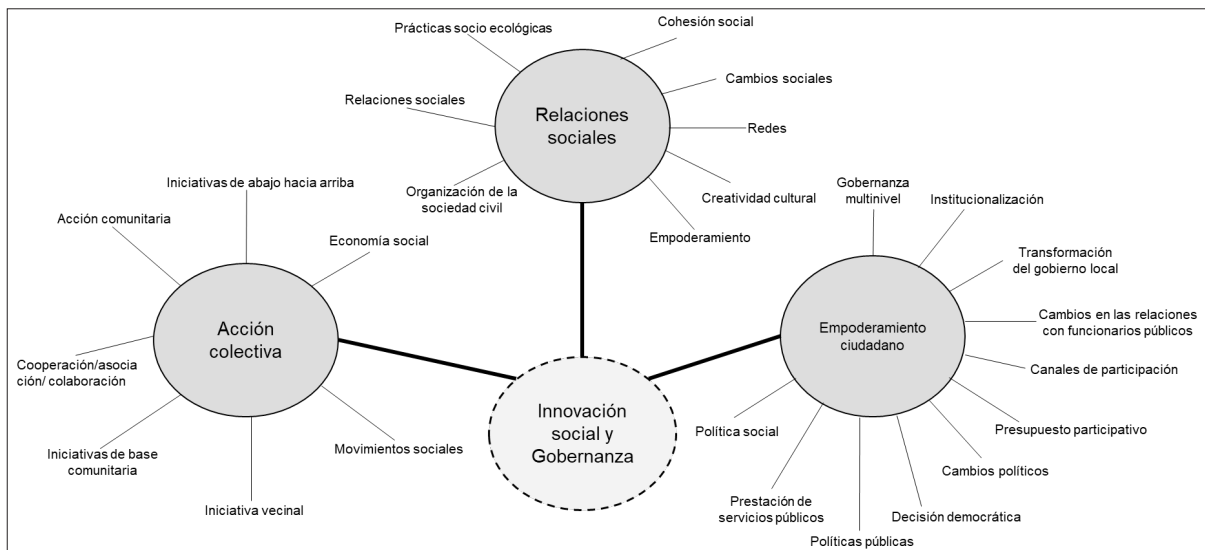 Prácticas socio ecológicas
Cohesión social
Cambios sociales
Relaciones sociales
Relaciones
sociales
Redes
Organización de la
sociedad civil
Creatividad cultural
Empoderamiento
Iniciativas de abajo hacia arriba
Acción comunitaria
Economía social
Acción
colectiva
Cooperación/asocia
ción/ colaboración
Iniciativas de base
comunitaria
Iniciativa vecinal
Movimientos sociales
Innovación
social y
Gobernanza
Gobernanza
multinivel
Institucionalización
Transformación
del gobierno local
Cambios en las relaciones
con funcionarios públicos
Empoderamiento
ciudadano
Canales de participación
Presupuesto participativo
Política social
Cambios políticos
Prestación de
servicios públicos
Decisión democrática
Políticas públicas